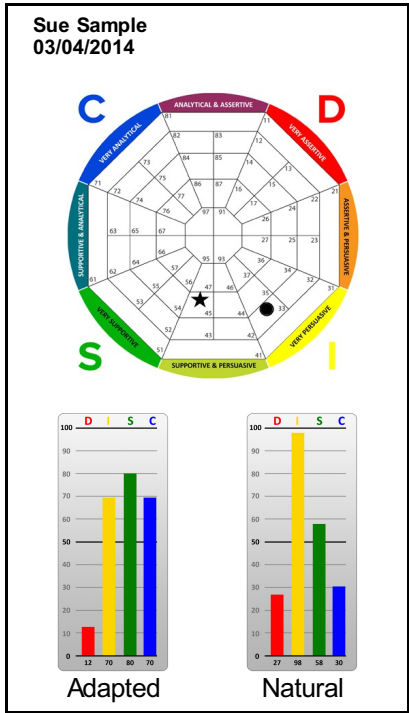 Sue Sample
03/04/2014
C
D
ANALYTICAL & ASSERTIVE
VERY ANALYTICAL
VERY ASSERTIVE
SUPPORTIVE & ANALYTICAL
ASSERTIVE & PERSUASIVE
81 11
82 83 12
73 84 85 14 13
71 72 75 74 86 87 16 15 21
76 77 97 91 17 26 24 22
63 65 67 27 25 23
61 62 64 66 95 93 36 34 32 31
53 55 57 56 47 46 37 35 33
51 52 54 45 44
43 42 41
VERY SUPPORTIVE
VERY PERSUASIVE
SUPPORTIVE & PERSUASIVE
S
I
D I S C
100
90
80
70
60
50
40
30
20
10
0
12 70 80 70
Adapted
D I S C
100
90
80
70
60
50
40
30
20
10
0
27 98 58 30
Natural